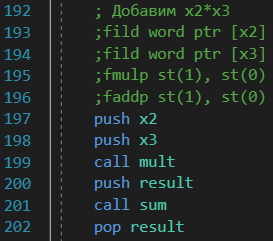 192 ; Добавим x2*x3
193 ;fild word ptr [x2]
194 ;fild word ptr [x3]
195 ;fmulp st(1), st(0)
196 ;faddp st(1), st(0)
197 push x2
198 push x3
199 call mult
200 push result
201 call sum
202 pop result